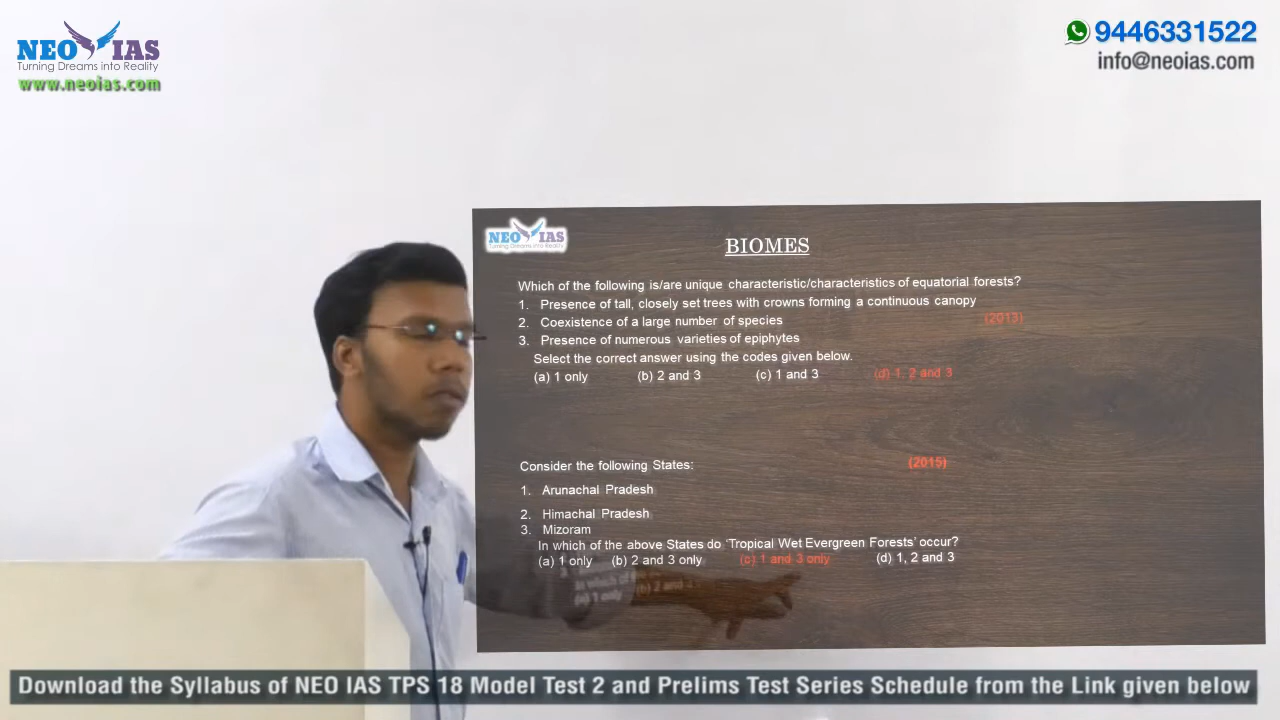 NEO IAS
Turning Dreams into Reality
www.neoias.com
9446331522
info@neoias.com
NEO IAS
Turning Dreams into Reality
BIOMES
Which of the following is/are unique characteristic/characteristics of equatorial forests?
1. Presence of tall, closely set trees with crowns forming a continuous canopy
2. Coexistence of a large number of species (2013)
3. Presence of numerous varieties of epiphytes
Select the correct answer using the codes given below.
(a) 1 only (b) 2 and 3 (c) 1 and 3 (d) 1, 2 and 3
Consider the following States: (2015)
1. Arunachal Pradesh
2. Himachal Pradesh
3. Mizoram
In which of the above States do 'Tropical Wet Evergreen Forests' occur?
(a) 1 only (b) 2 and 3 only (c) 1 and 3 only (d) 1, 2 and 3
Download the Syllabus of NEO IAS TPS 18 Model Test 2 and Prelims Test Series Schedule from the Link given below